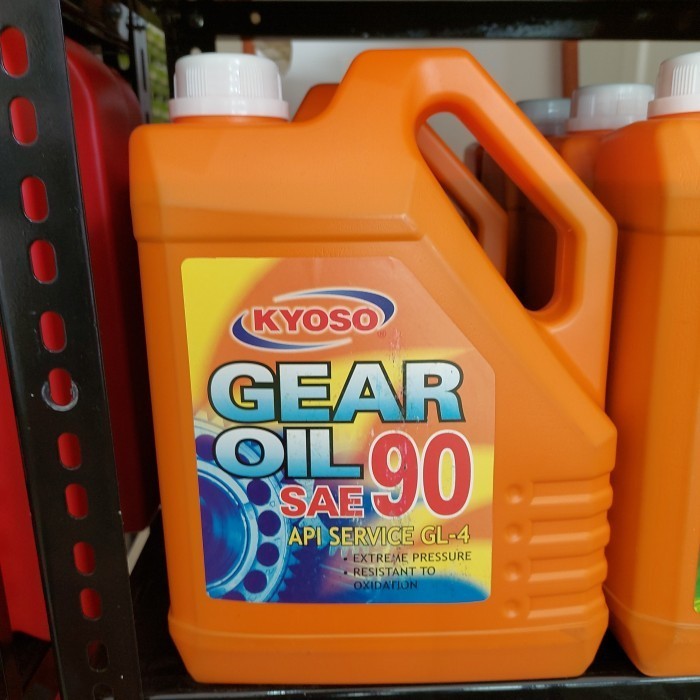 KYOSO®
GEAR
OIL
SAE 90
API SERVICE GL-4
• EXTREME PRESSURE
• RESISTANT TO
OXIDATION